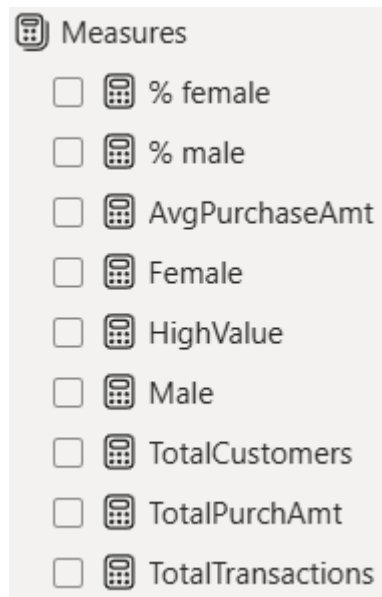 Measures
% female
% male
AvgPurchaseAmt
Female
HighValue
Male
TotalCustomers
TotalPurchAmt
TotalTransactions